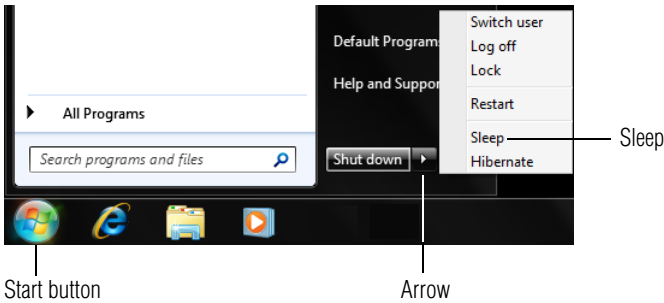 Switch user
Default Program
Log off
Lock
Help and Suppor
Restart
All Programs
Sleep
Sleep
Search programs and files
Shut down
Hibernate
Start button
Arrow